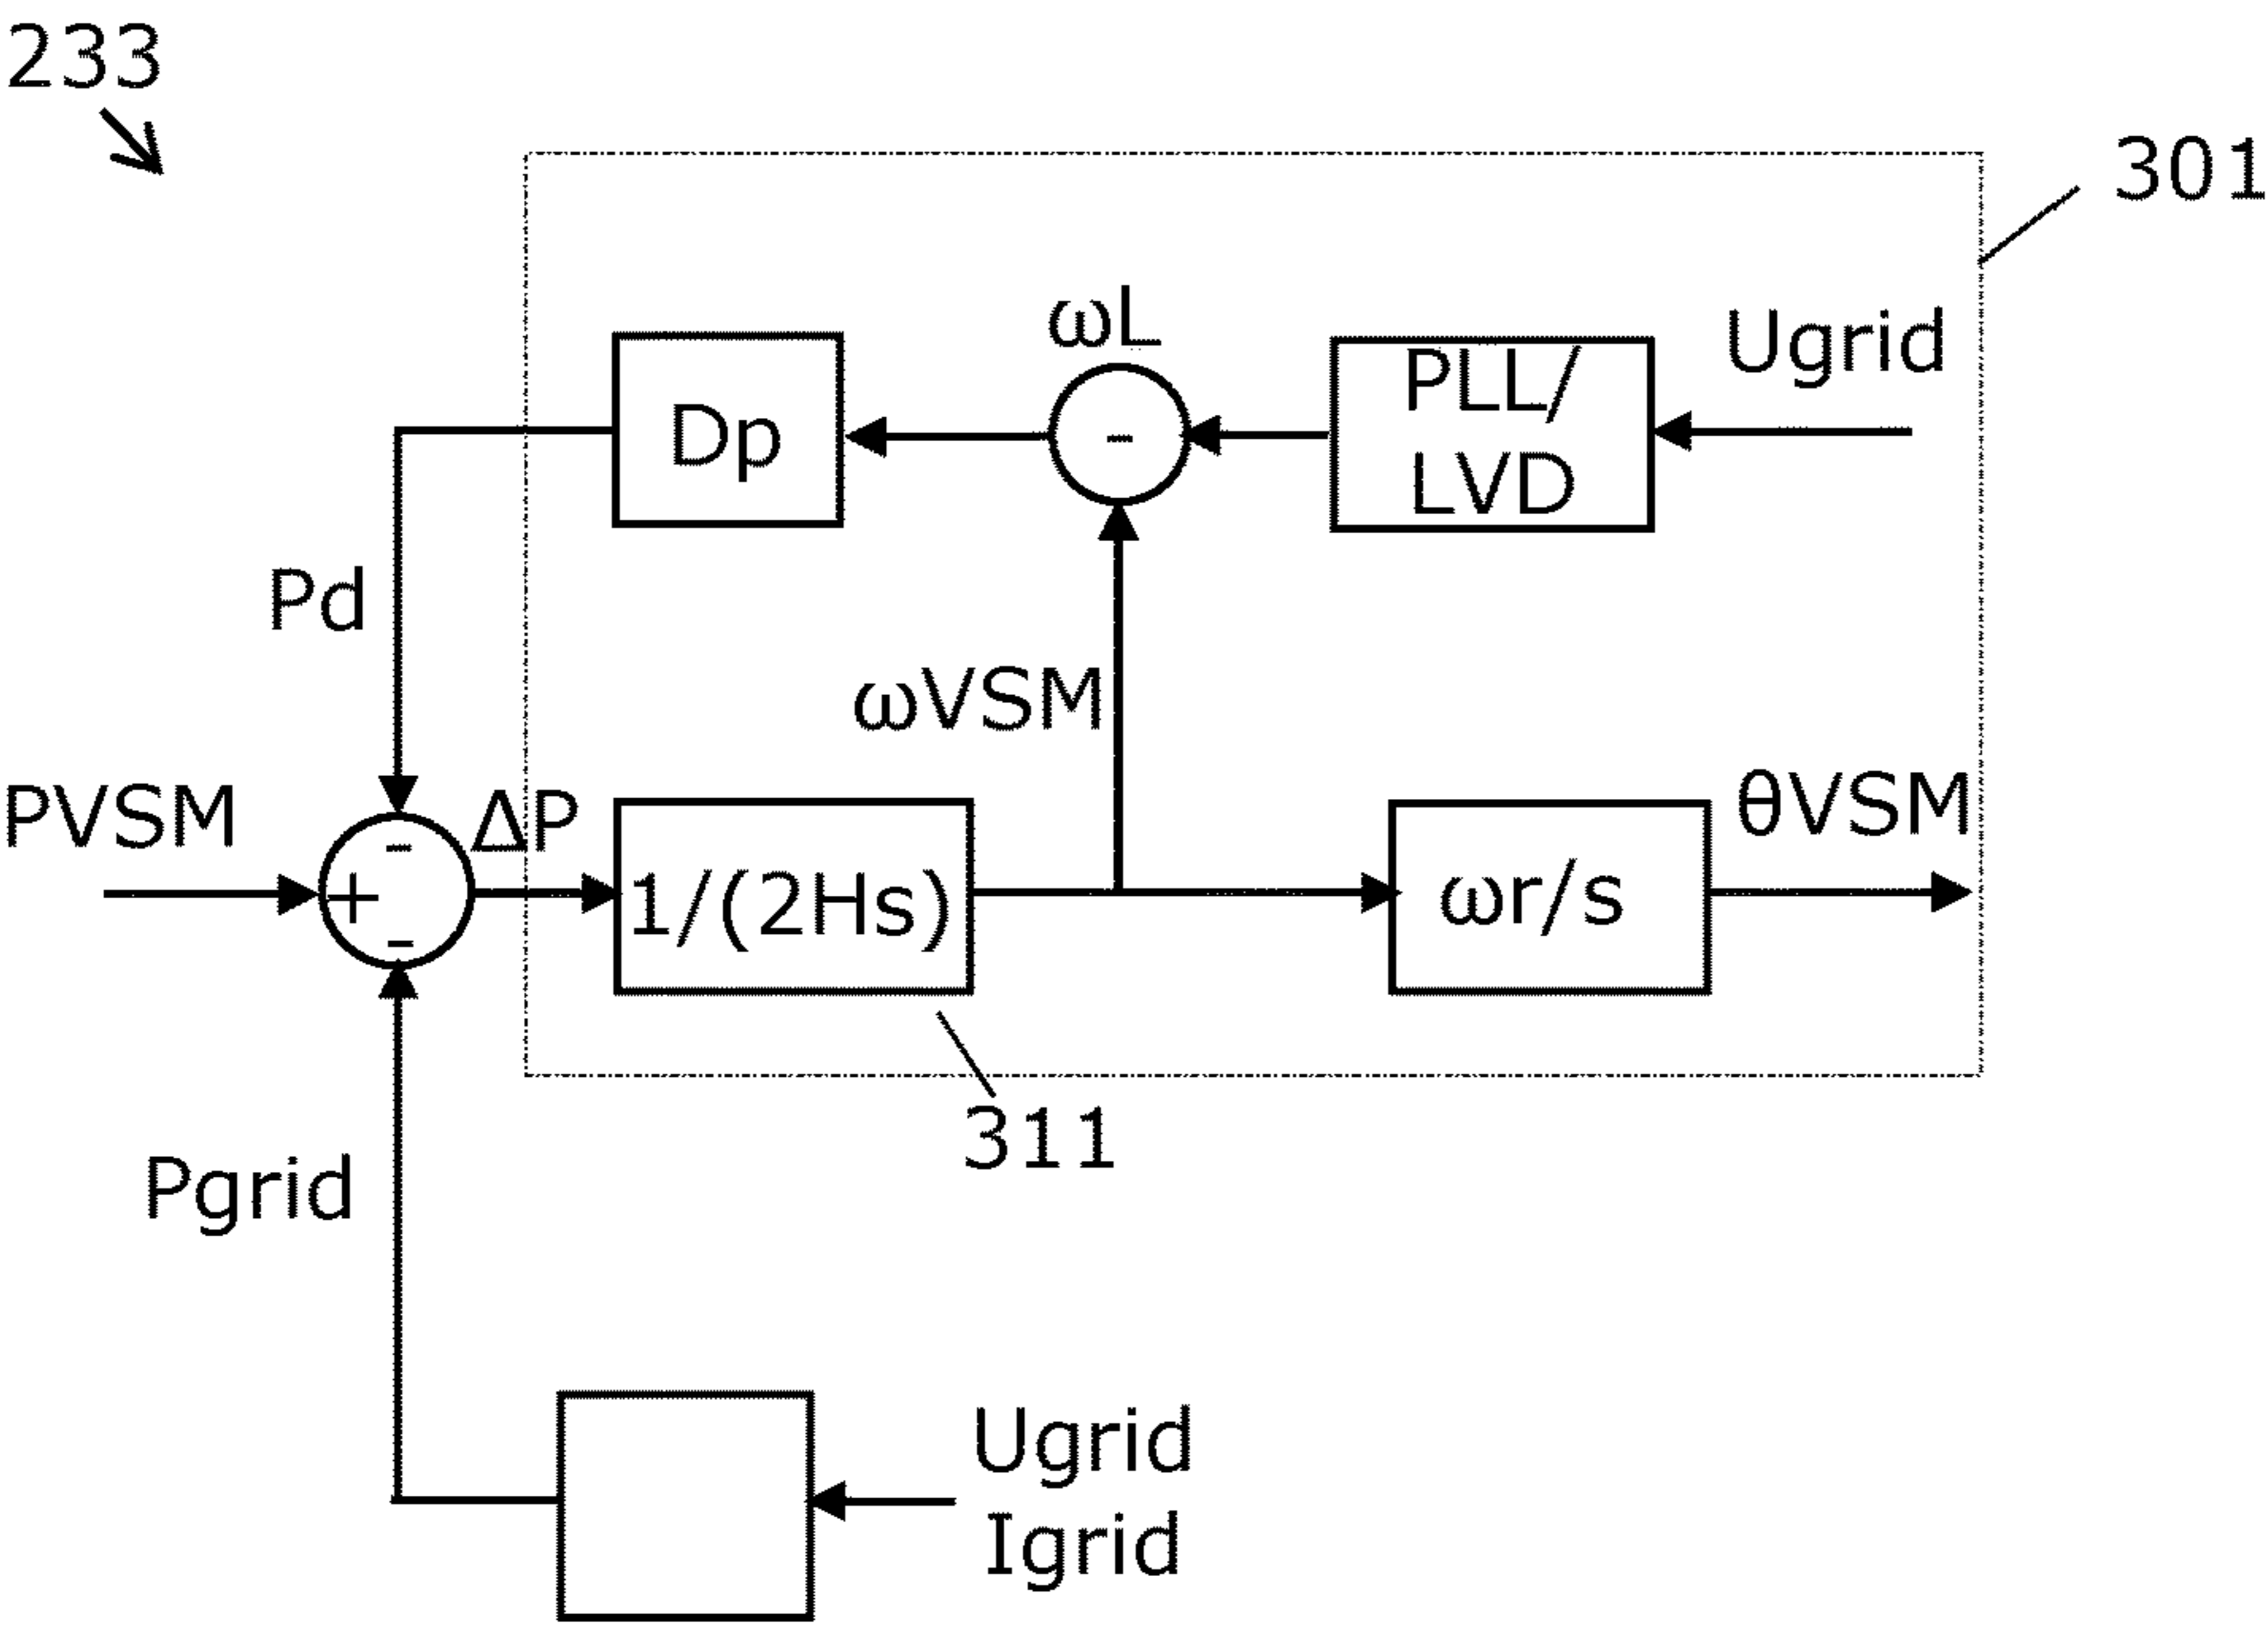 233
301
ωL
Ugrid
PLL/
LVD
Dp
-
Pd
ωVSM
PVSM
ΔP
θVSM
-
+
-
1/(2Hs)
ωr/s
311
Pgrid
Ugrid
Igrid